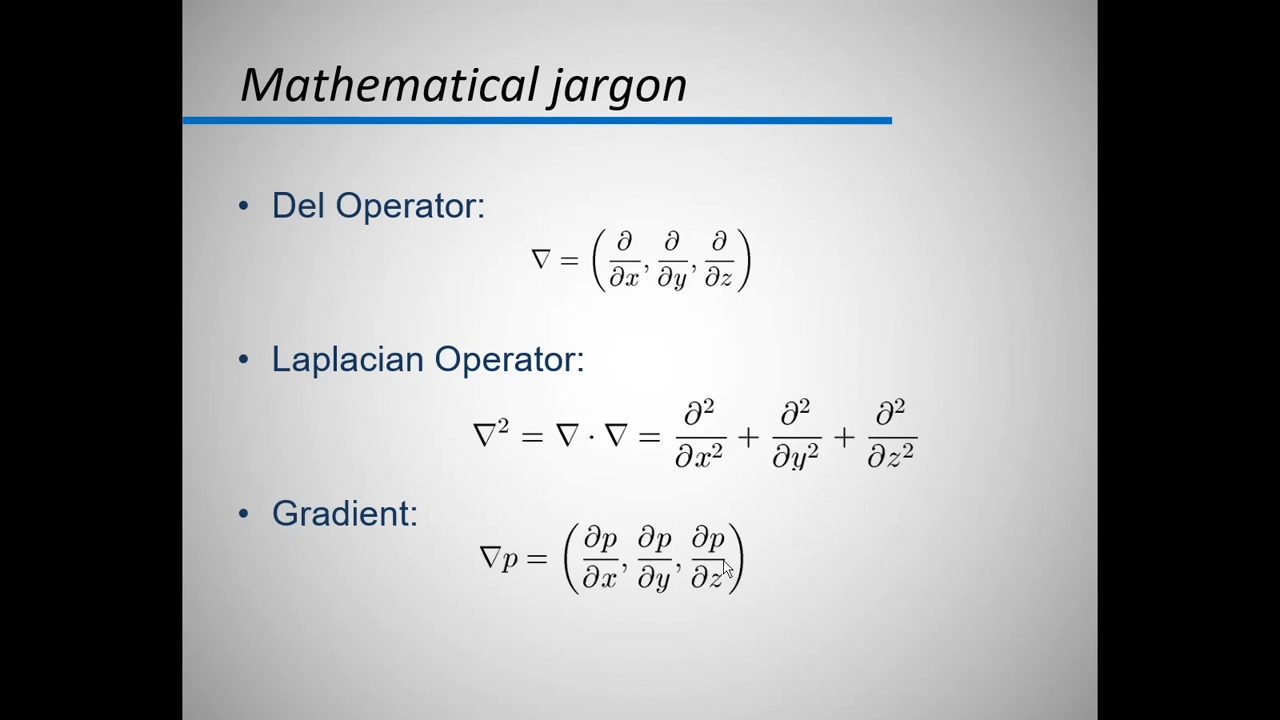 Mathematical jargon
• Del Operator:
∇ = (∂/∂x, ∂/∂y, ∂/∂z)
• Laplacian Operator:
∇² = ∇ · ∇ = ∂²/∂x² + ∂²/∂y² + ∂²/∂z²
• Gradient:
∇p = (∂p/∂x, ∂p/∂y, ∂p/∂z)